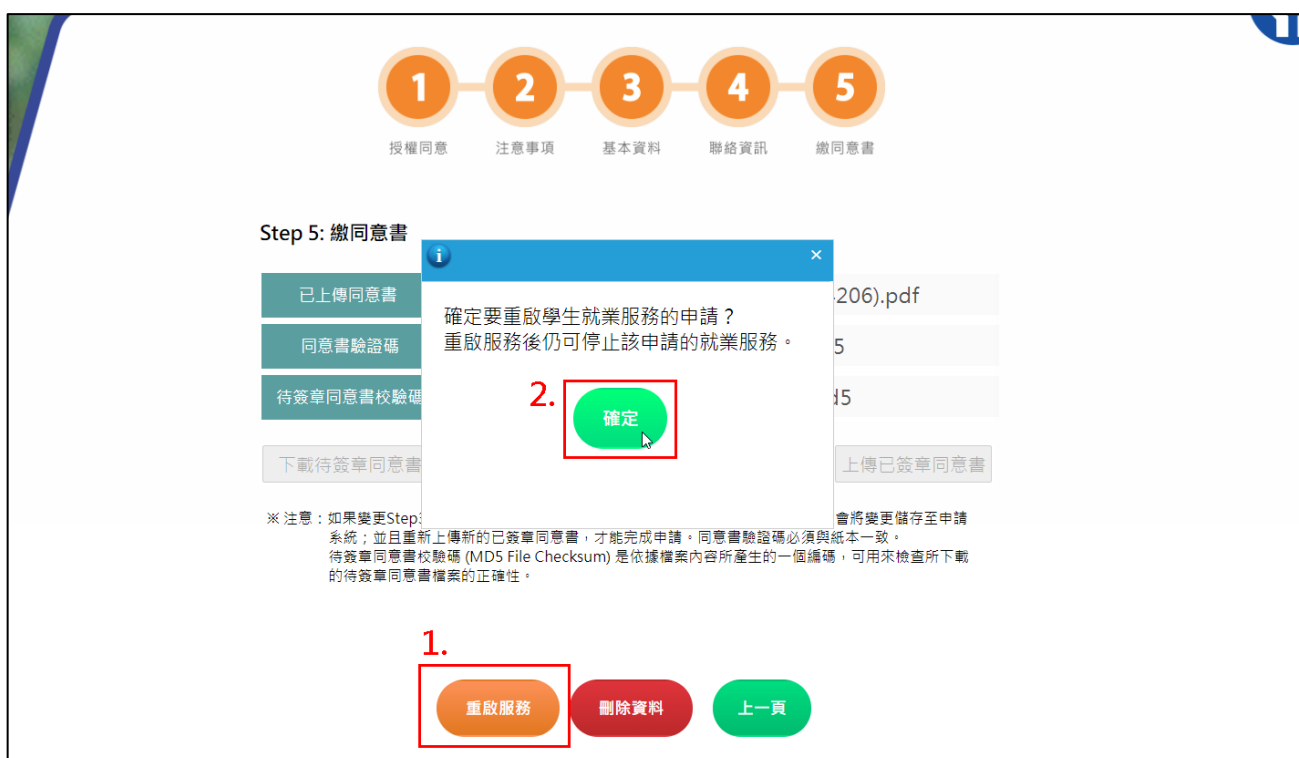 1 2 3 4 5
授權同意 注意事項 基本資料 聯絡資訊 繳同意書
Step 5: 繳同意書
已上傳同意書 206).pdf
確定要重啟學生就業服務的申請？
重啟服務後仍可停止該申請的就業服務。
同意書驗證碼 5
待簽章同意書校驗碼 d5
2.
確定
下載待簽章同意書 上傳已簽章同意書
※注意：如果變更Step 會將變更儲存至申請
系統；並且重新上傳新的已簽章同意書，才能完成申請。同意書驗證碼必須與紙本一致。
待簽章同意書校驗碼 (MD5 File Checksum) 是依據檔案內容所產生的一個編碼，可用來檢查所下載
的待簽章同意書檔案的正確性。
1.
重啟服務 刪除資料 上一頁